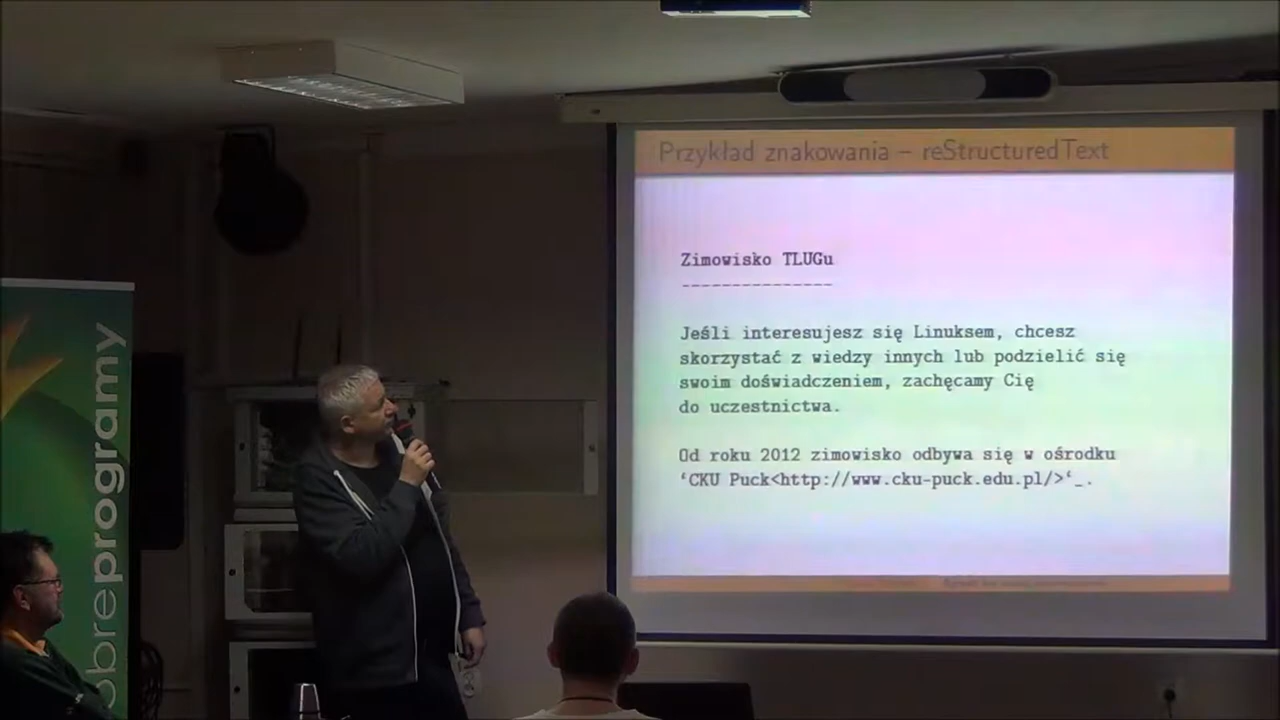 Przykład znakowania – reStructuredText
Zimowisko TLUGu
---------------
Jeśli interesujesz się Linuksem, chcesz
skorzystać z wiedzy innych lub podzielić się
swoim doświadczeniem, zachęcamy Cię
do uczestnictwa.
Od roku 2012 zimowisko odbywa się w ośrodku
‘CKU Puck<http://www.cku-puck.edu.pl/>‘_.
obreprogramy